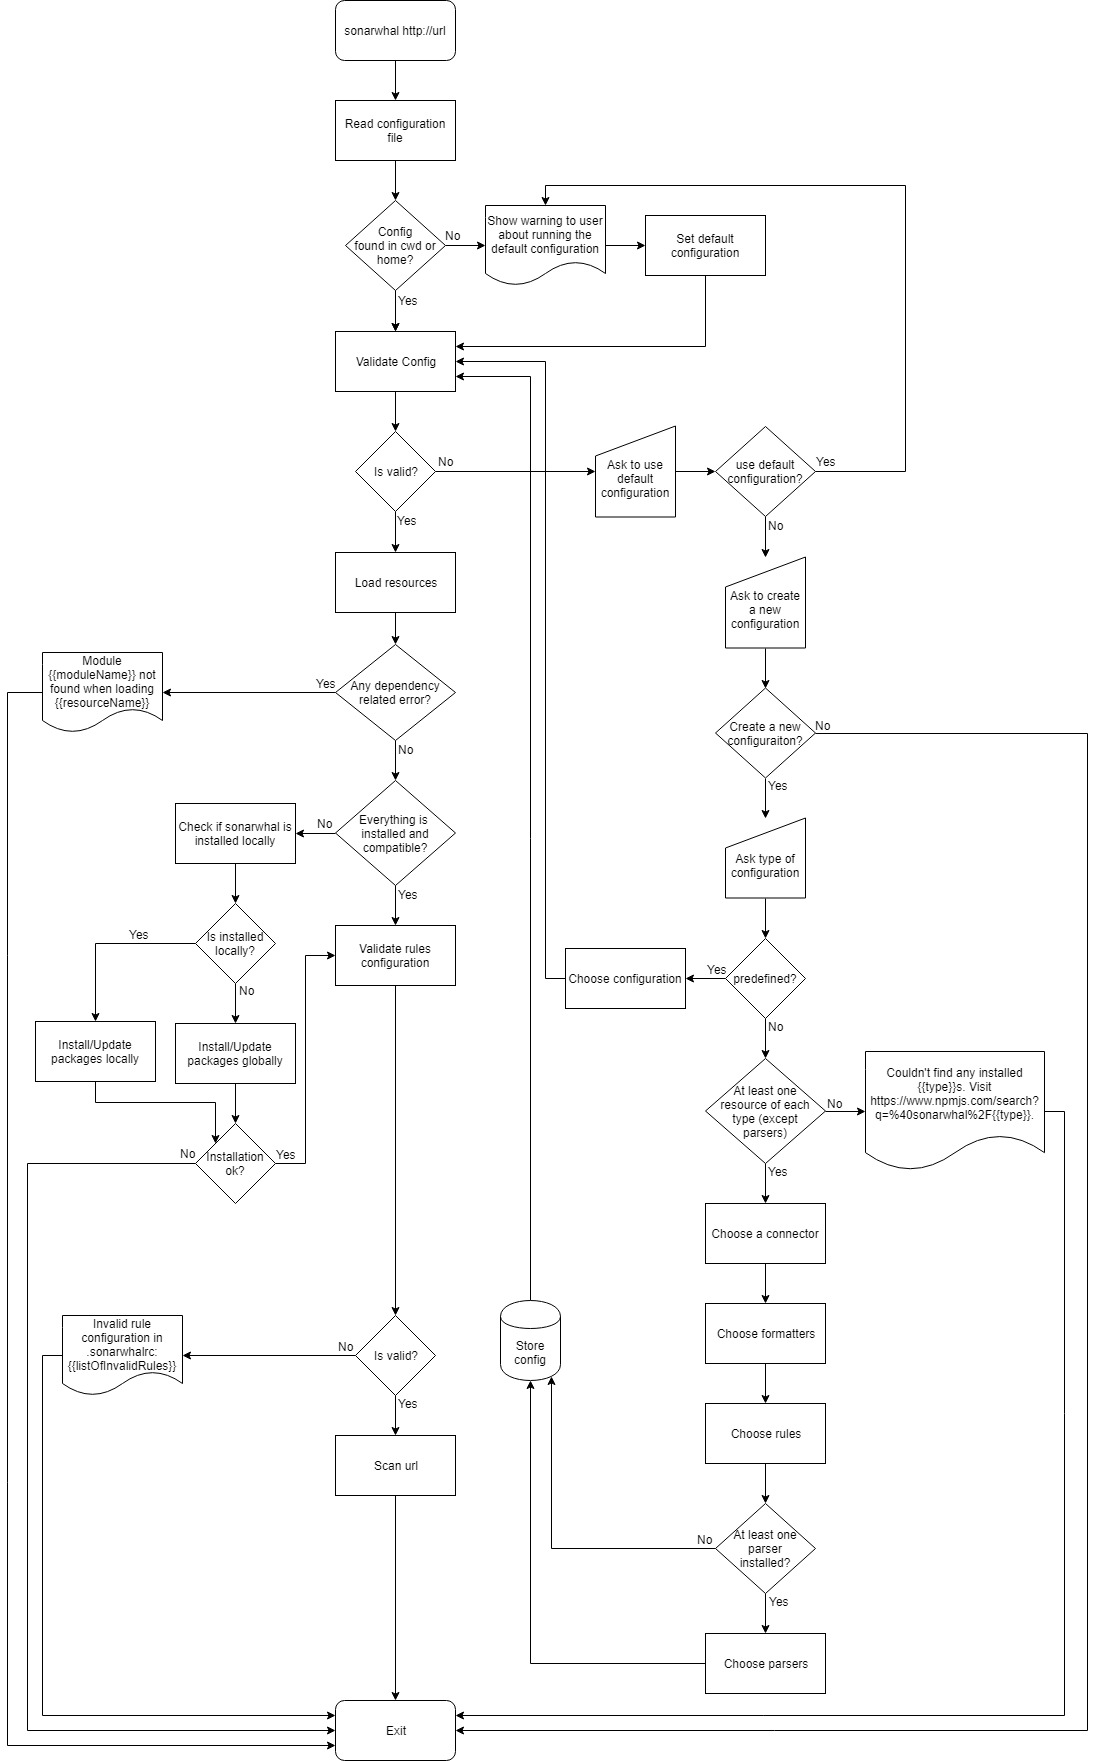 sonarwhal http://url
Read configuration
file
Config
found in cwd or
home?
No
Show warning to user
about running the
default configuration
Set default
configuration
Yes
Validate Config
Is valid?
No
Ask to use
default
configuration
use default
configuration?
Yes
Yes
No
Load resources
Ask to create
a new
configuration
Module
{{moduleName}} not
found when loading
{{resourceName}}
Yes
Any dependency
related error?
No
Create a new
configuraiton?
No
Yes
Check if sonarwhal is
installed locally
No
Everything is
installed and
compatible?
Yes
Ask type of
configuration
Is installed
locally?
Yes
No
Validate rules
configuration
Choose configuration
Yes
predefined?
No
Install/Update
packages locally
Install/Update
packages globally
At least one
resource of each
type (except
parsers)
No
Couldn't find any installed
{{type}}s. Visit
https://www.npmjs.com/search?
q=%40sonarwhal%2F{{type}}.
Yes
No
Installation
ok?
Yes
Choose a connector
Choose formatters
Invalid rule
configuration in
.sonarwhalrc:
{{listOfInvalidRules}}
No
Is valid?
Yes
Store
config
Choose rules
Scan url
No
At least one
parser
installed?
Yes
Choose parsers
Exit